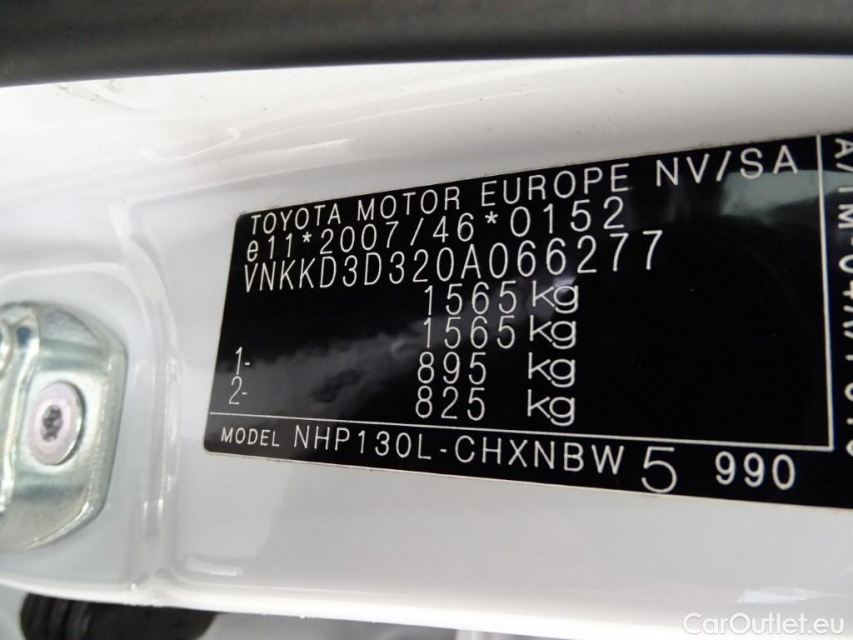 TOYOTA MOTOR EUROPE NV/SA
e11*2007/46*0152
VNKKD3D320A066277
1565 kg
1565 kg
1- 895 kg
2- 825 kg
MODEL NHP130L-CHXNBW 5 990
CarOutlet.eu